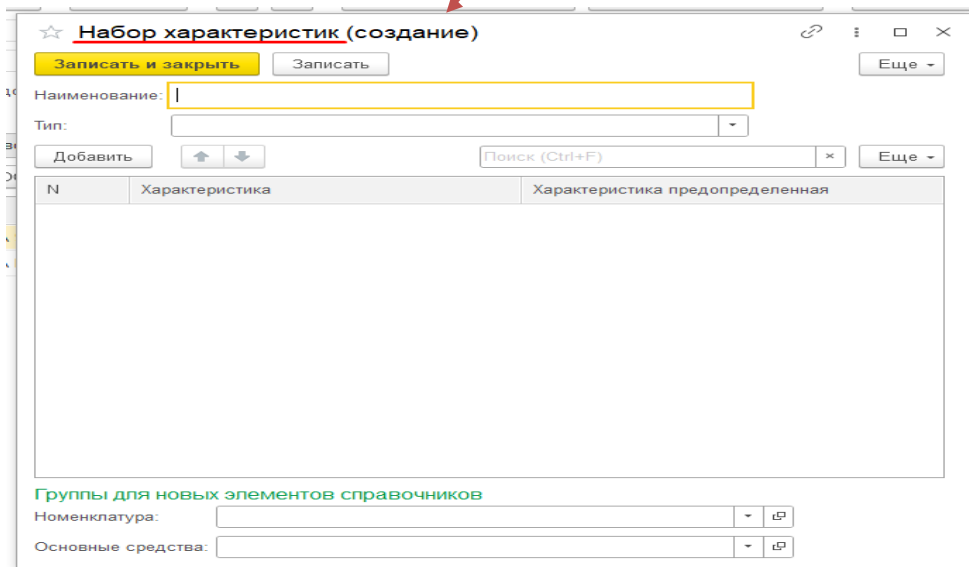 Набор характеристик (создание)
Записать и закрыть Записать Еще
Наименование:
Тип:
Добавить Поиск (Ctrl+F) × Еще
N Характеристика Характеристика предопределенная
Группы для новых элементов справочников
Номенклатура:
Основные средства: